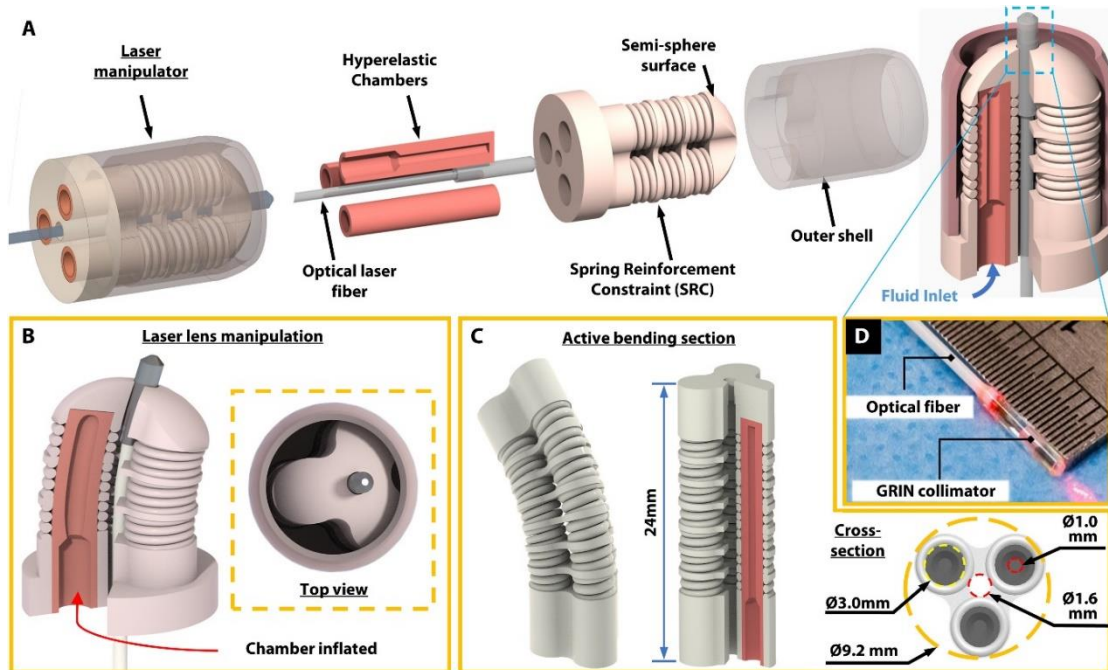 A
Laser
manipulator
Hyperelastic
Chambers
Semi-sphere
surface
Optical laser
fiber
Spring Reinforcement
Constraint (SRC)
Outer shell
Fluid Inlet
B
Laser lens manipulation
Top view
Chamber inflated
C
Active bending section
24mm
D
Optical fiber
GRIN collimator
1
Cross-
section
Ø1.0
mm
Ø3.0mm
Ø1.6
mm
Ø9.2 mm